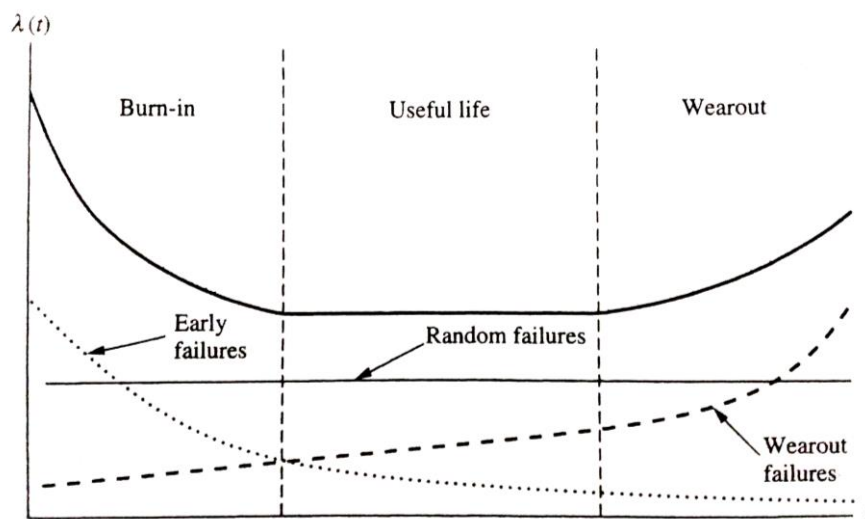 λ(t)
Burn-in
Useful life
Wearout
Early
failures
Random failures
Wearout
failures